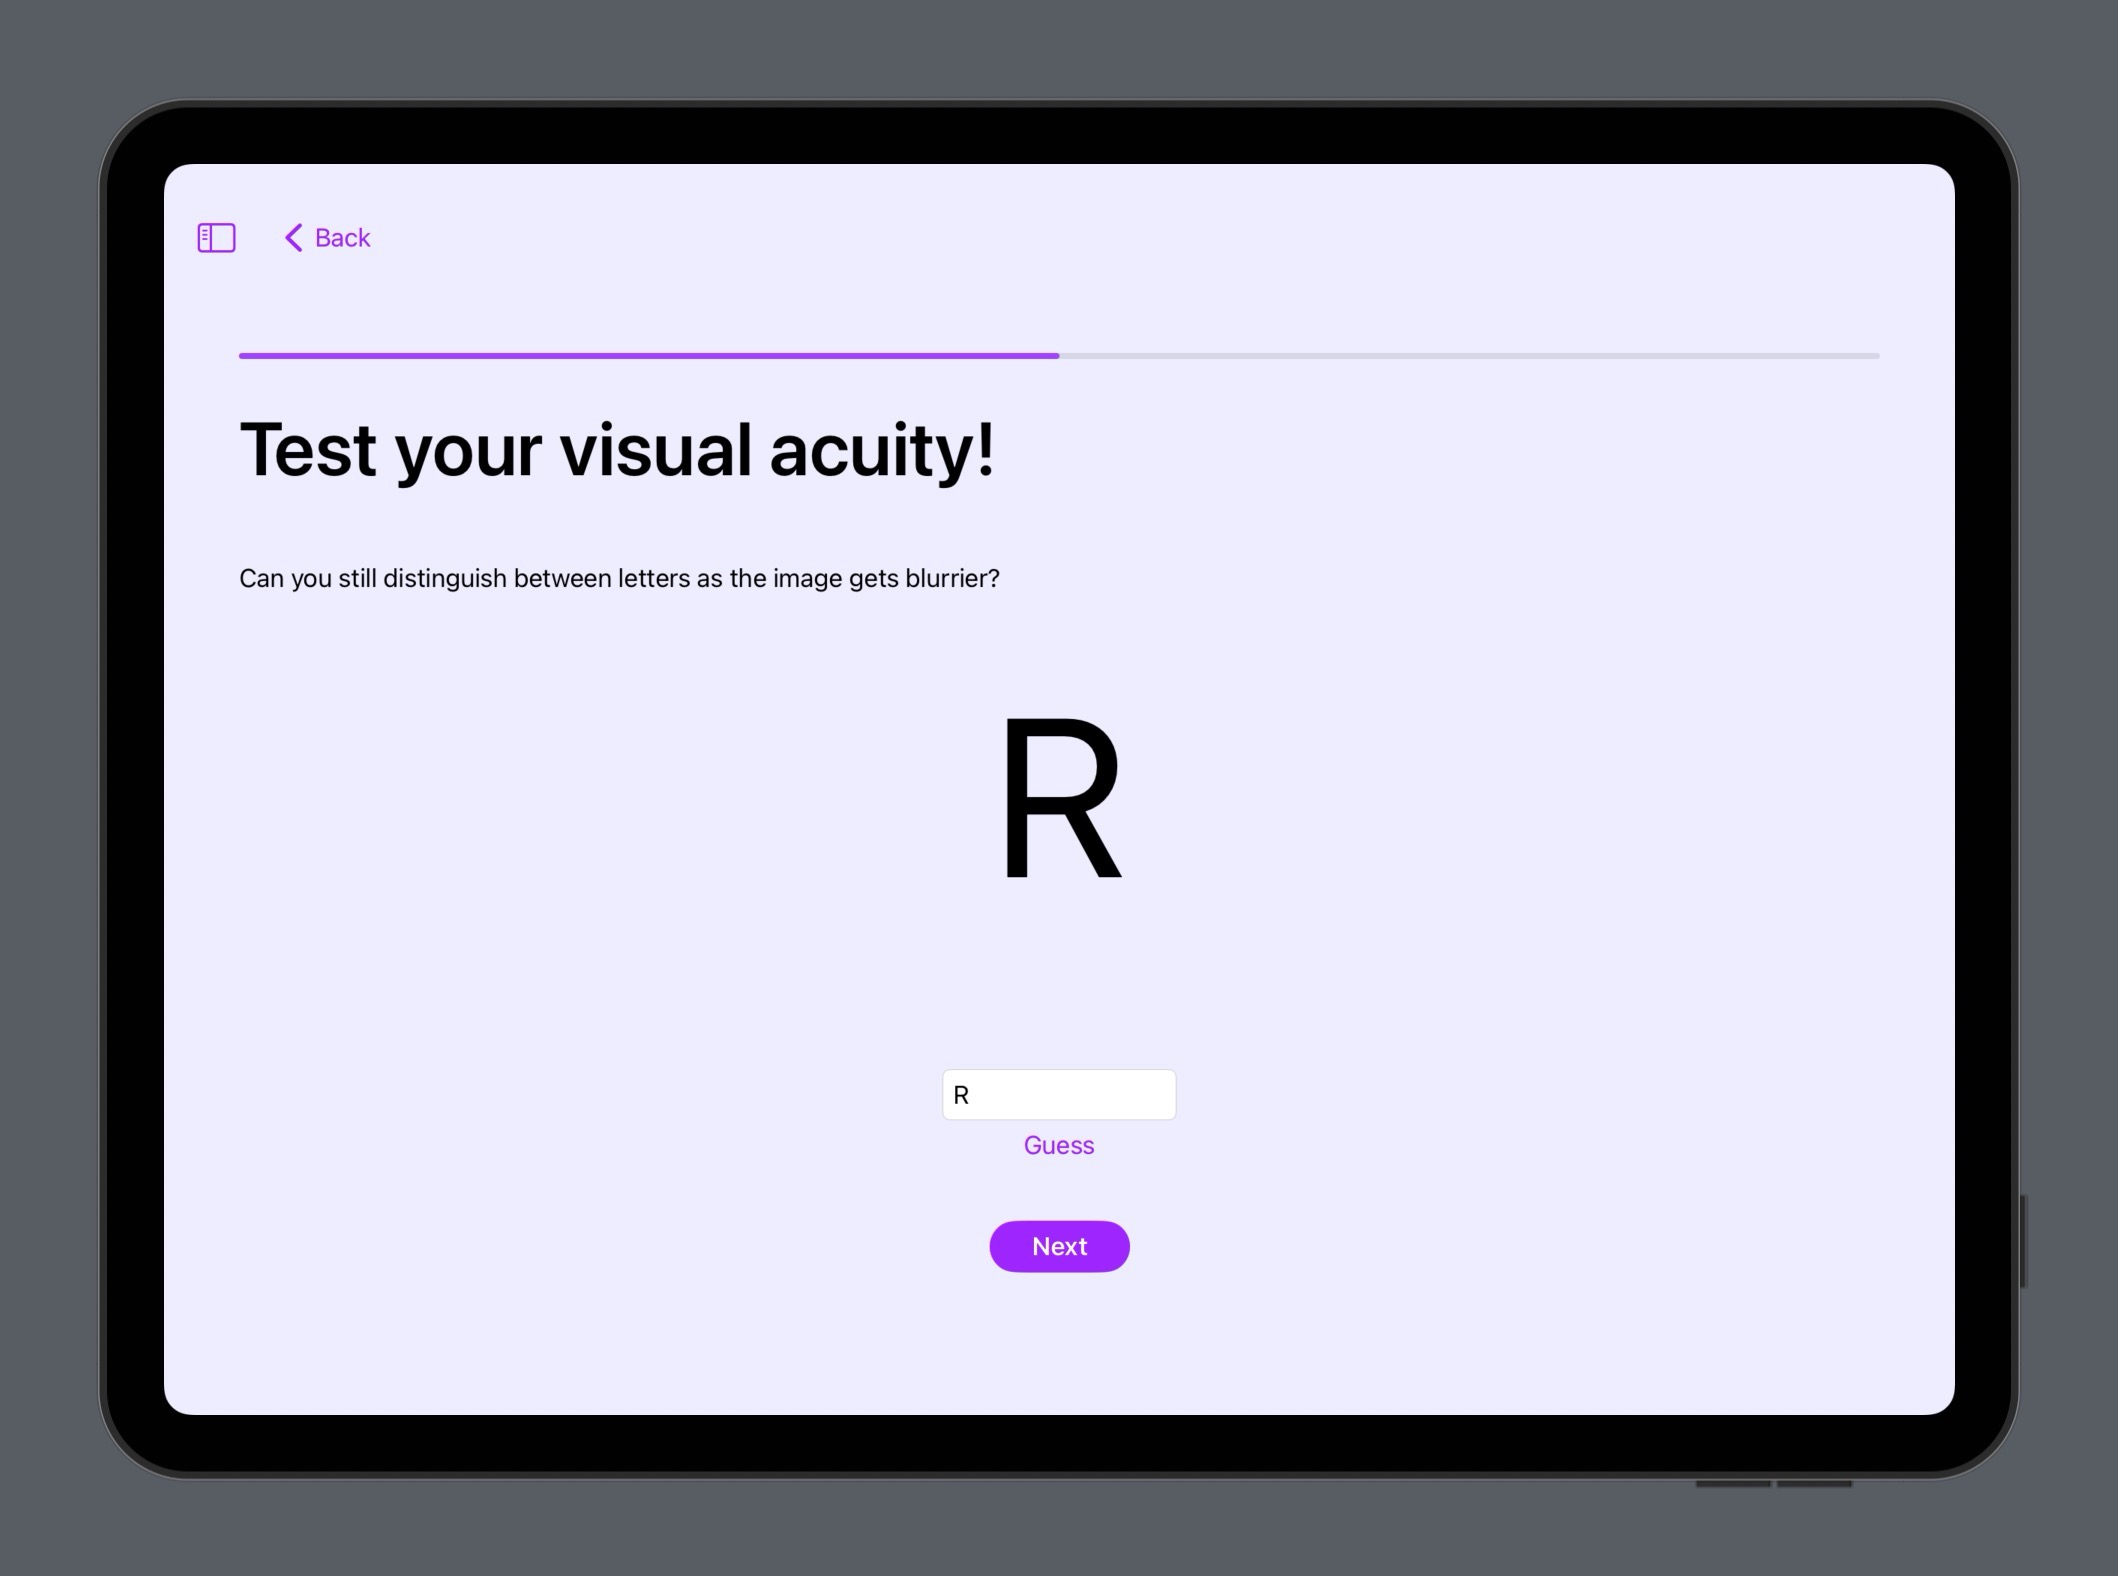 Back
Test your visual acuity!
Can you still distinguish between letters as the image gets blurrier?
R
R
Guess
Next